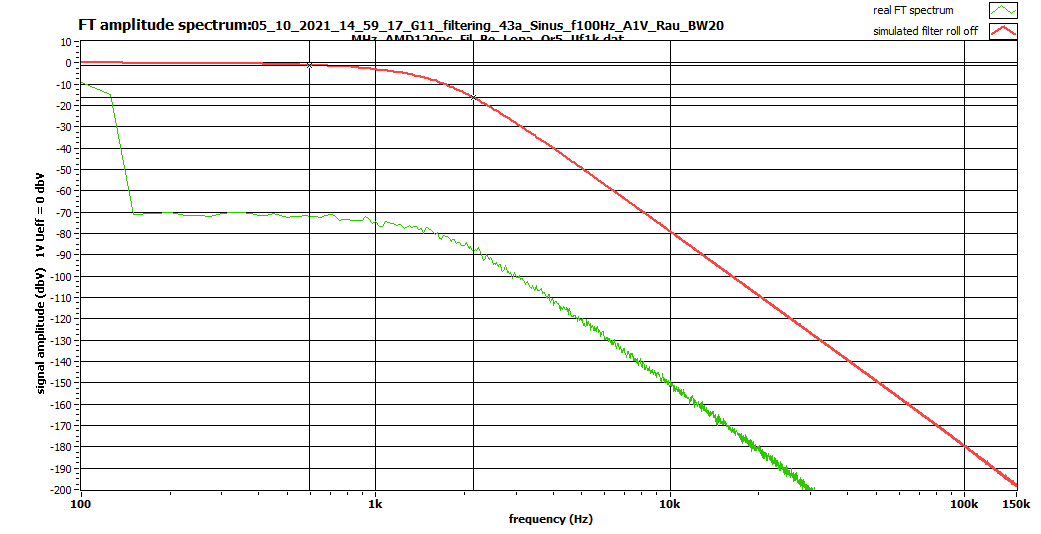 real FT spectrum
simulated filter roll off
FT amplitude spectrum:05_10_2021_14_59_17_G11_filtering_43a_Sinus_f100Hz_A1V_Rau_BW20
10
0
-10
-20
-30
-40
-50
-60
-70
-80
-90
-100
-110
-120
-130
-140
-150
-160
-170
-180
-190
-200
signal amplitude (dbV) 1V Ueff = 0 dbV
100
1k
10k
100k
150k
frequency (Hz)